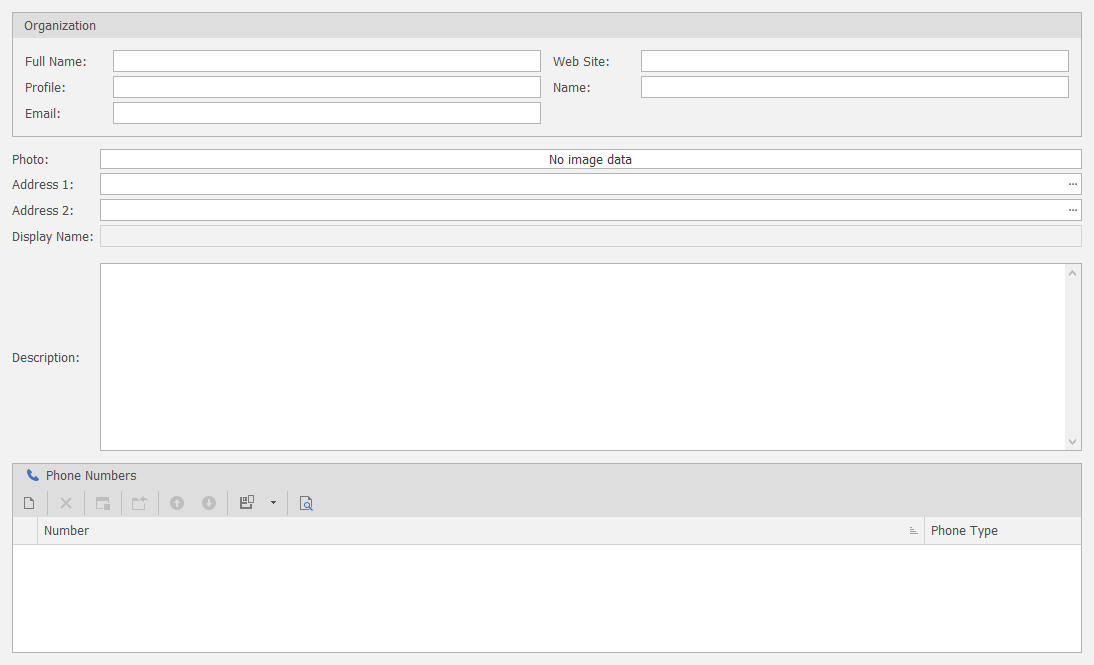 Organization
Full Name:
Web Site:
Profile:
Name:
Email:
Photo:
No image data
Address 1:
...
Address 2:
...
Display Name:
Description:
Phone Numbers
Number
Phone Type